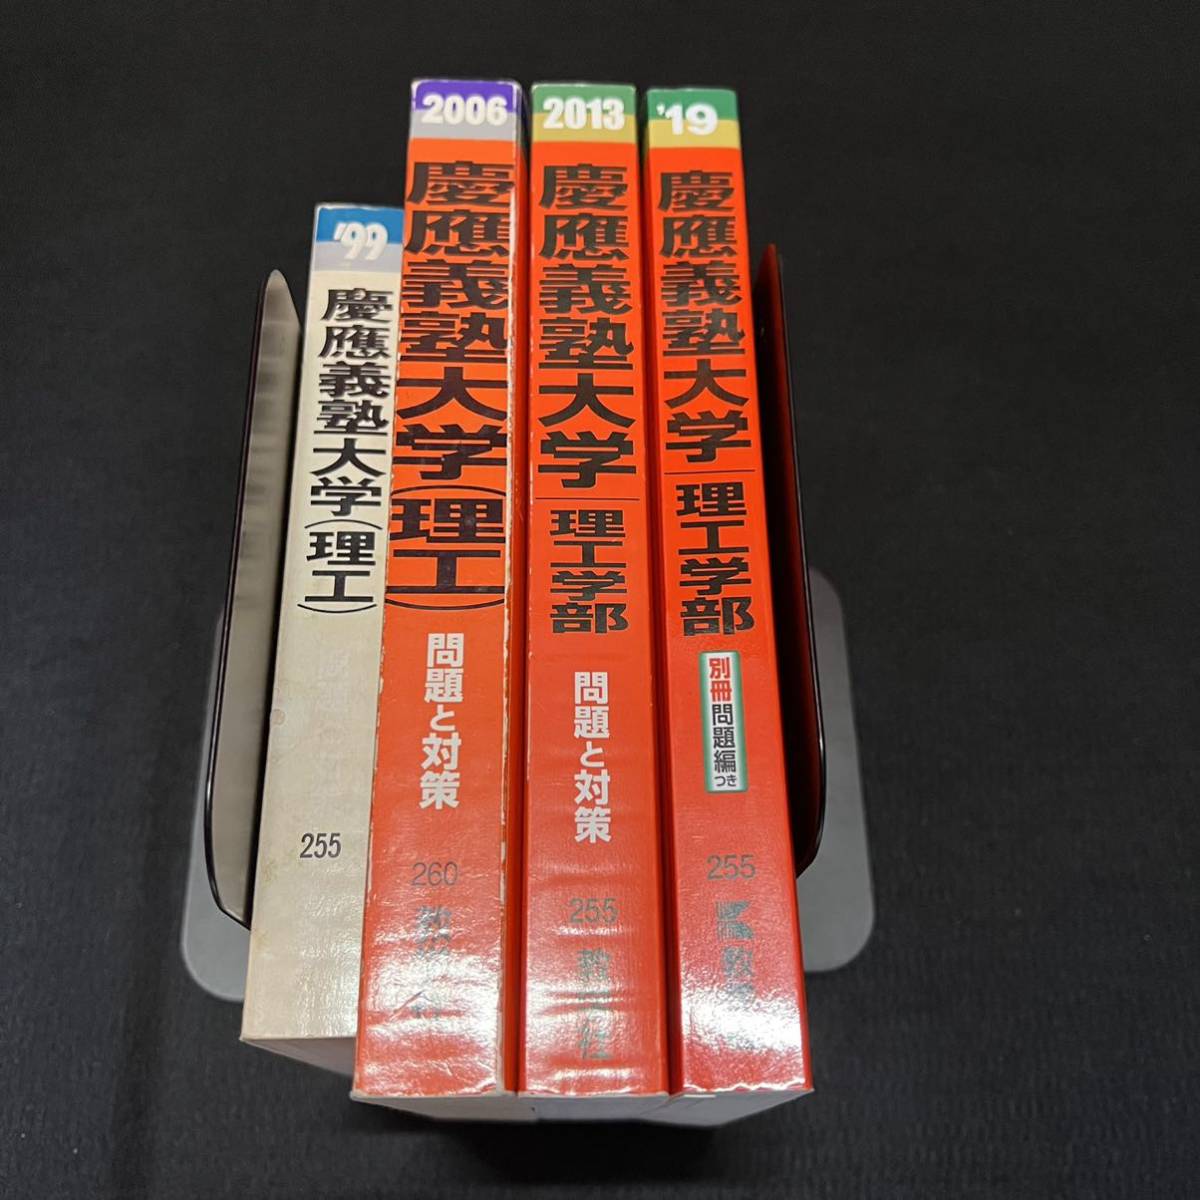 '99
慶應義塾大学(理工)
255
2006
慶應義塾大学(理工)
問題と対策
260
2013
慶應義塾大学
理工学部
問題と対策
255
'19
慶應義塾大学
理工学部
別冊問題編つき
255